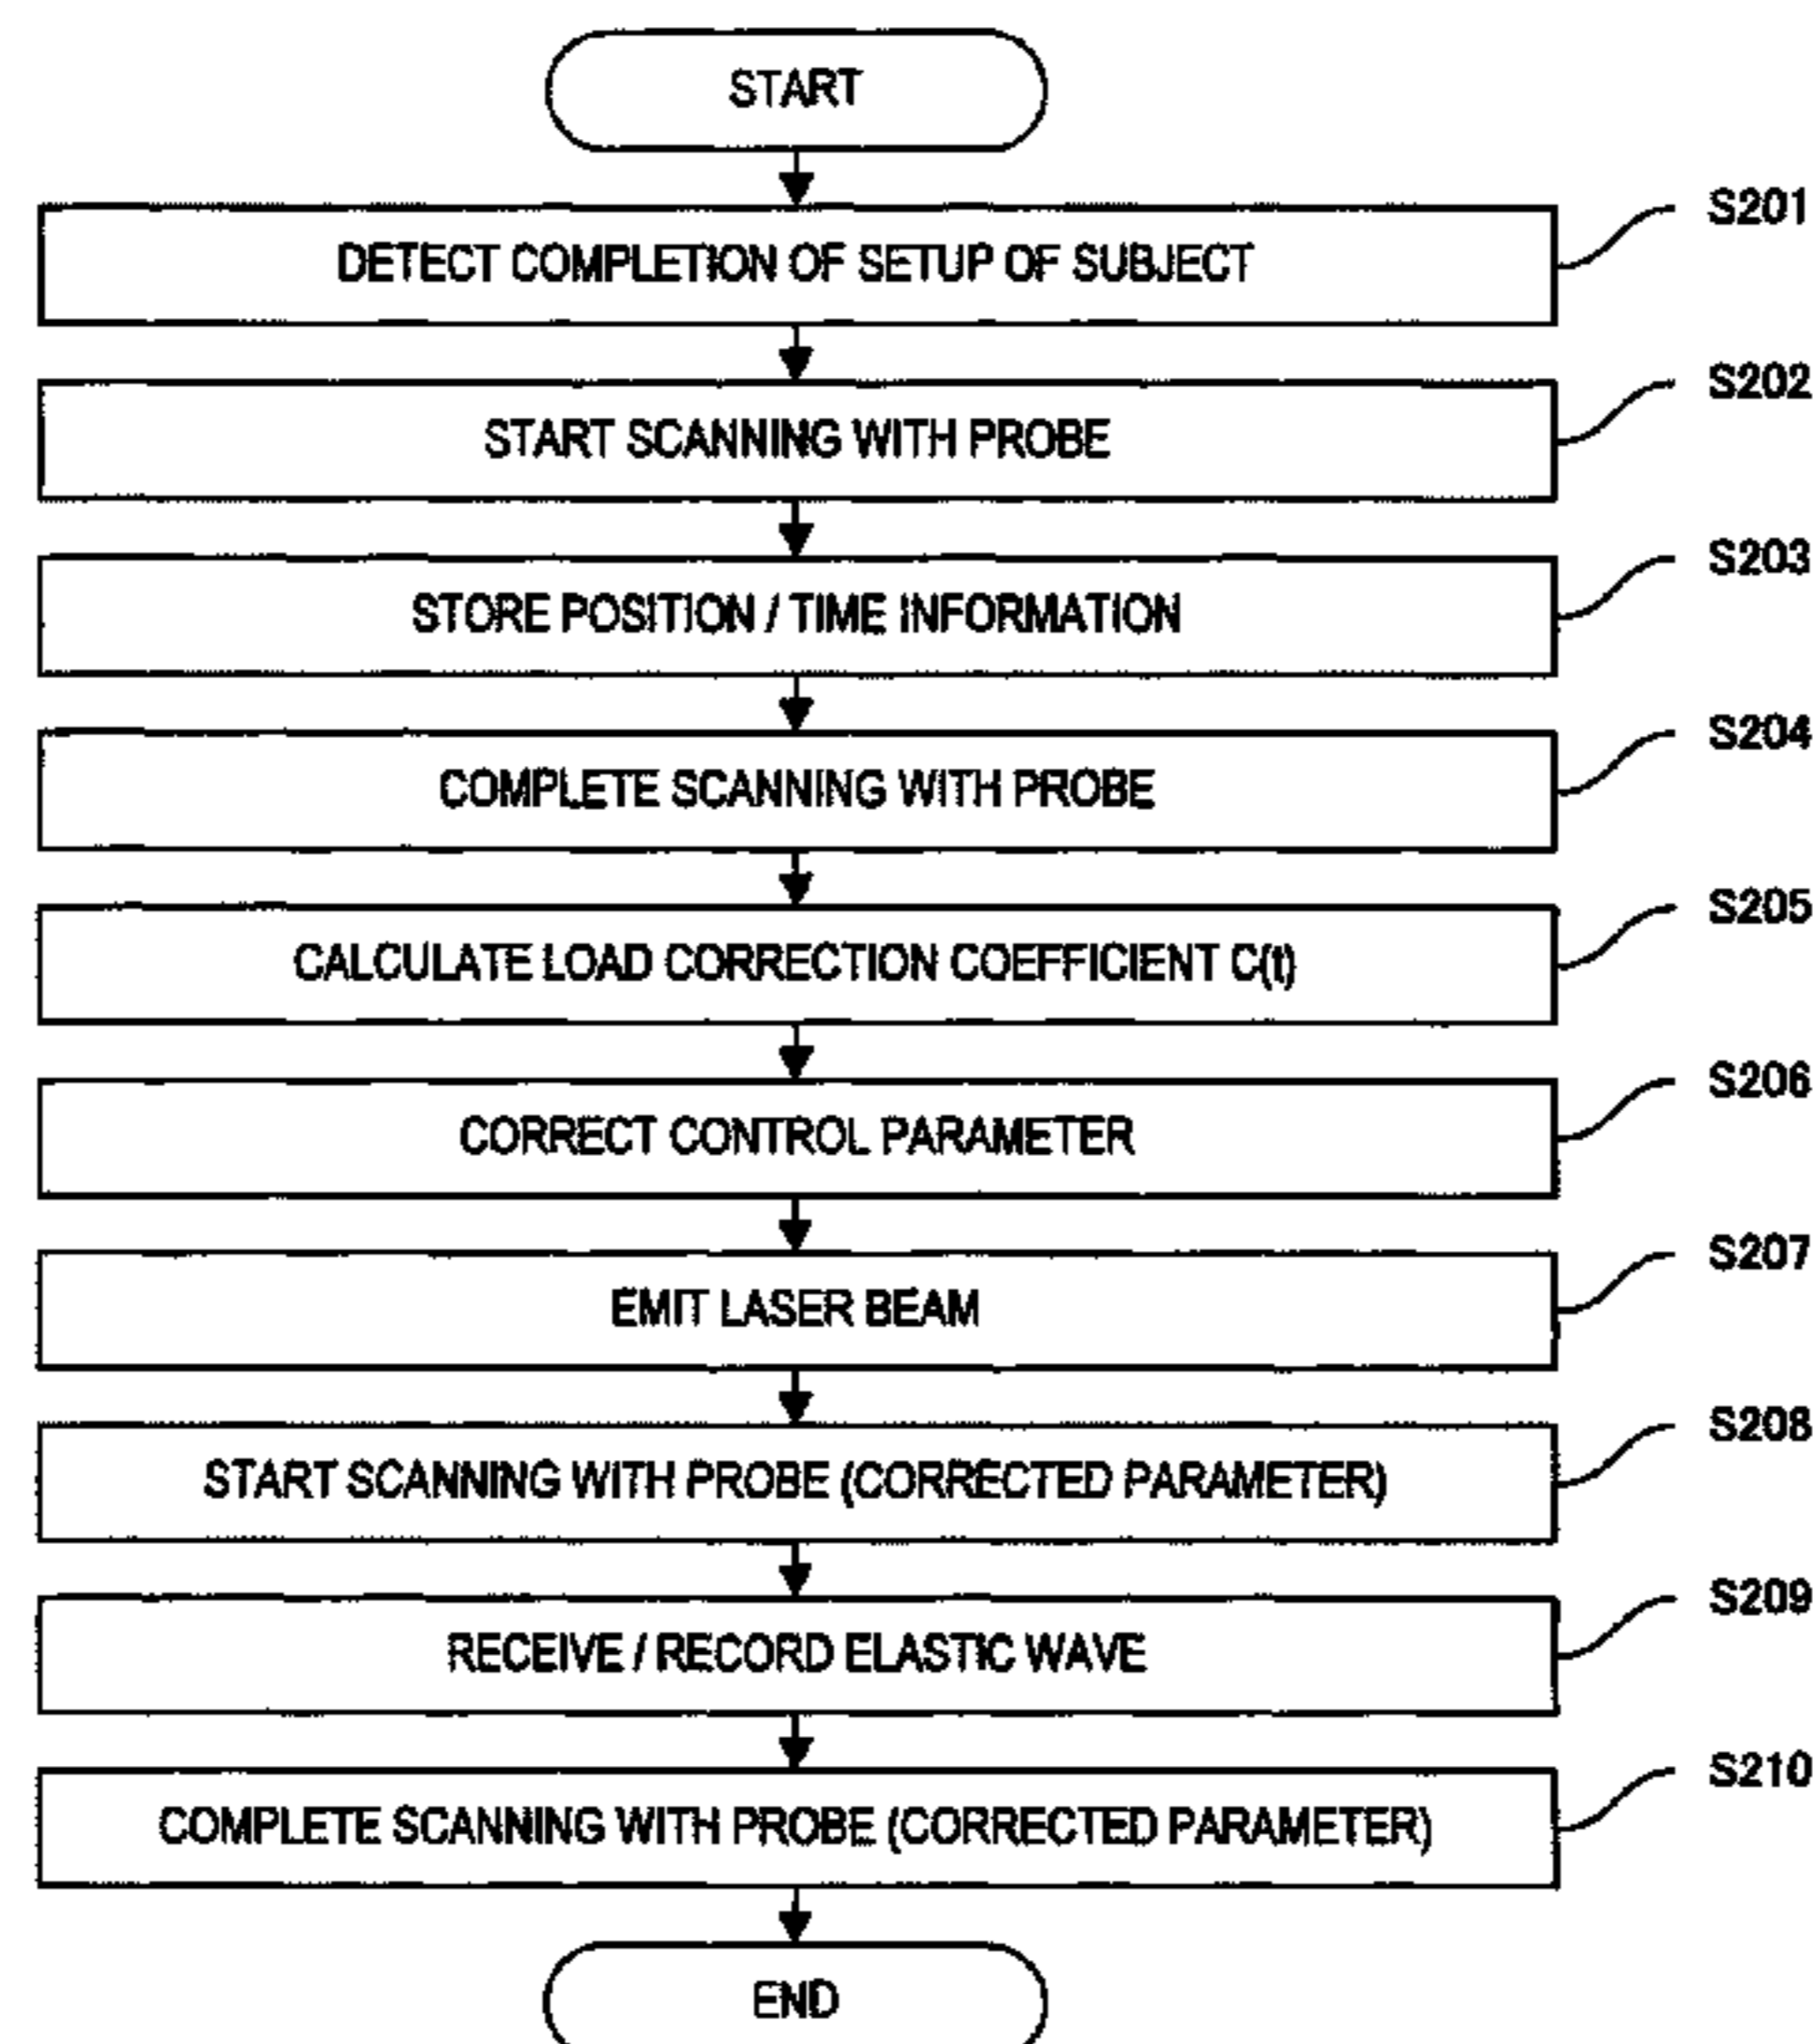 START
DETECT COMPLETION OF SETUP OF SUBJECT S201
START SCANNING WITH PROBE S202
STORE POSITION / TIME INFORMATION S203
COMPLETE SCANNING WITH PROBE S204
CALCULATE LOAD CORRECTION COEFFICIENT C(t) S205
CORRECT CONTROL PARAMETER S206
EMIT LASER BEAM S207
START SCANNING WITH PROBE (CORRECTED PARAMETER) S208
RECEIVE / RECORD ELASTIC WAVE S209
COMPLETE SCANNING WITH PROBE (CORRECTED PARAMETER) S210
END